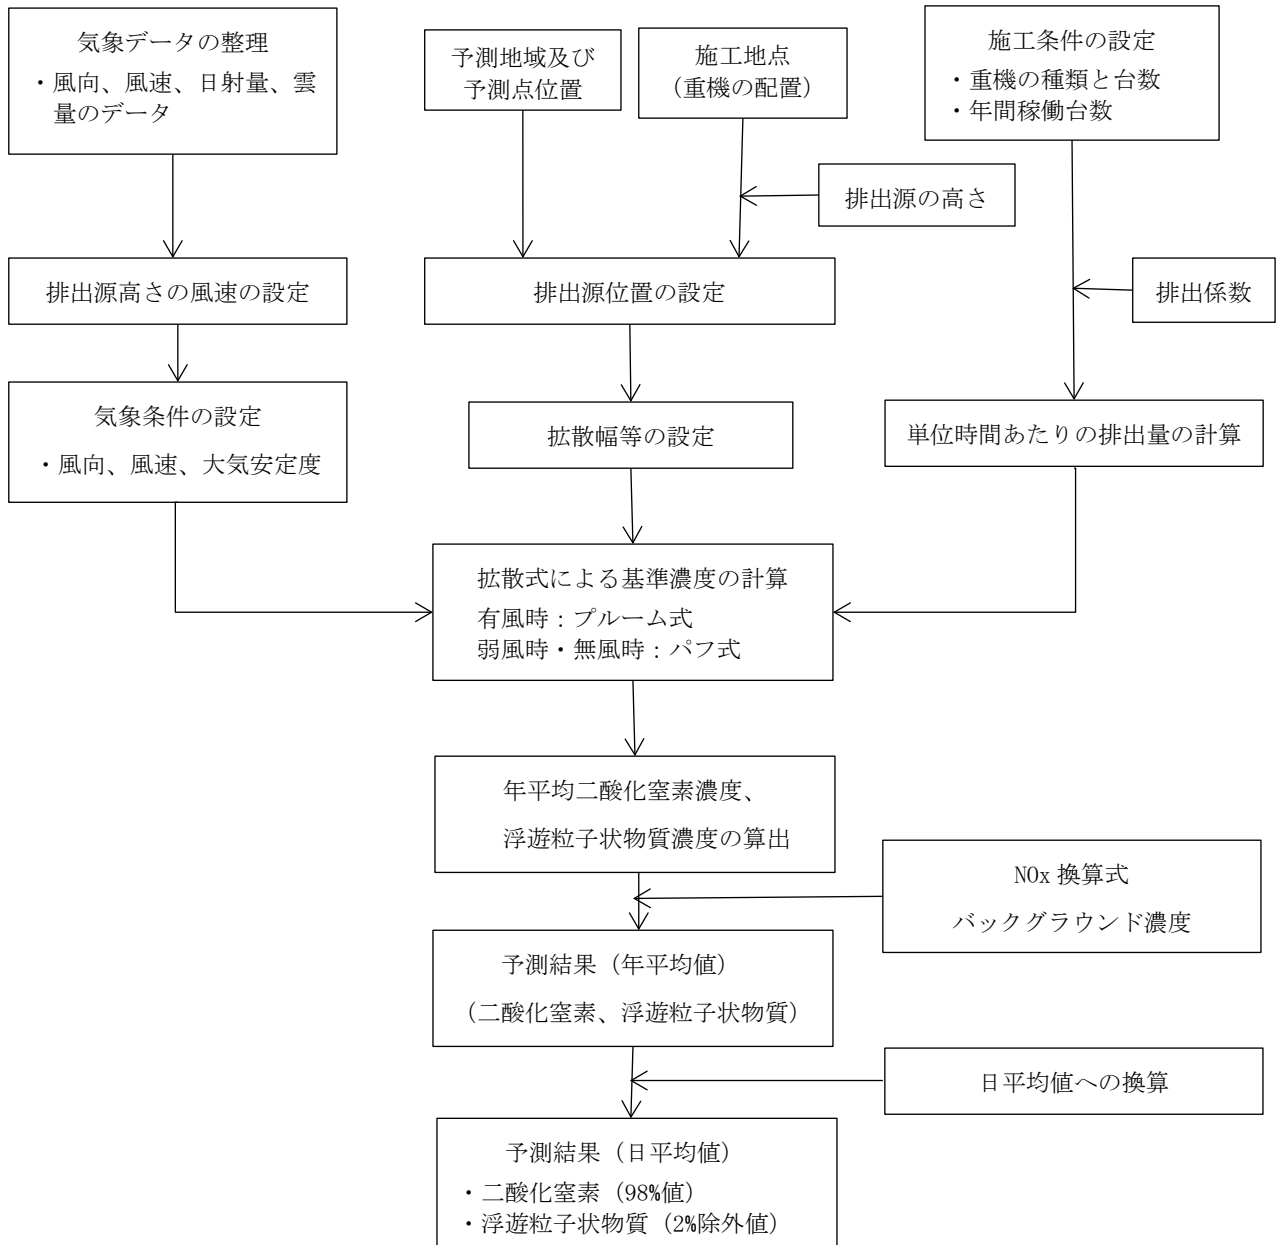 気象データの整理
・風向、風速、日射量、雲
量のデータ
予測地域及び
予測点位置
施工地点
(重機の配置)
施工条件の設定
・重機の種類と台数
・年間稼働台数
排出源の高さ
排出源高さの風速の設定
排出源位置の設定
排出係数
気象条件の設定
・風向、風速、大気安定度
拡散幅等の設定
単位時間あたりの排出量の計算
拡散式による基準濃度の計算
有風時：プルーム式
弱風時・無風時：パフ式
年平均二酸化窒素濃度、
浮遊粒子状物質濃度の算出
NOx 換算式
バックグラウンド濃度
予測結果（年平均値）
（二酸化窒素、浮遊粒子状物質）
日平均値への換算
予測結果（日平均値）
・二酸化窒素（98%値）
・浮遊粒子状物質（2%除外値）